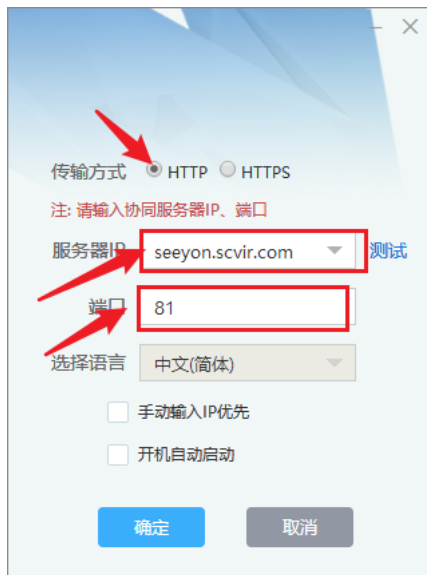 传输方式 HTTP HTTPS
注: 请输入协同服务器IP、端口
服务器IP seeyon.scvir.com 测试
端口 81
选择语言 中文(简体)
手动输入IP优先
开机自动启动
确定 取消